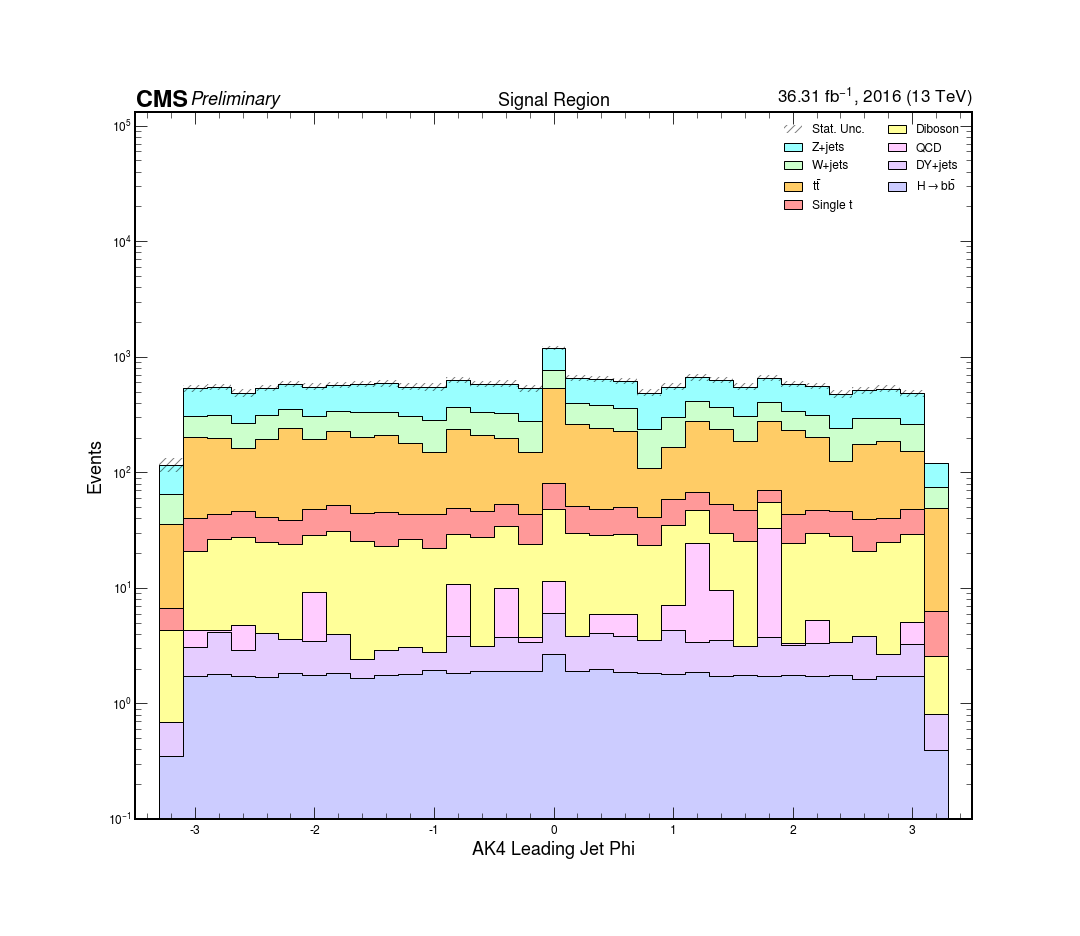 CMS Preliminary Signal Region 36.31 fb⁻¹, 2016 (13 TeV)
Stat. Unc.
Z+jets
W+jets
tt̄
Single t
Diboson
QCD
DY+jets
H→bb̄
10⁵
10⁴
10³
10²
10¹
10⁰
10⁻¹
Events
-3 -2 -1 0 1 2 3
AK4 Leading Jet Phi